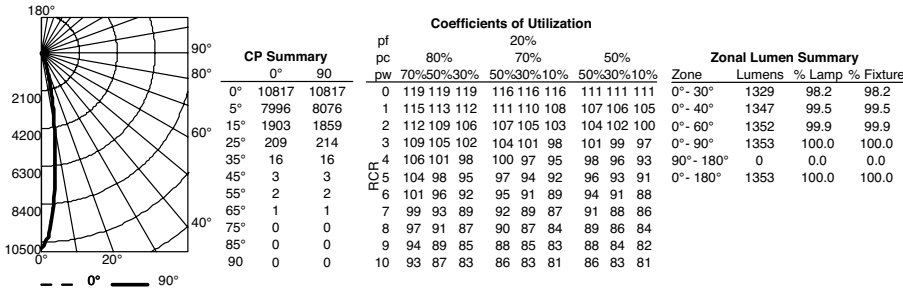 180°
90°
80°
60°
40°
2100
4200
6300
8400
10500
0° 20°
0° 90°
CP Summary
0° 90
0° 10817 10817
5° 7996 8076
15° 1903 1859
25° 209 214
35° 16 16
45° 3 3
55° 2 2
65° 1 1
75° 0 0
85° 0 0
90 0 0
Coefficients of Utilization
pf 20%
pc 80% 70% 50%
pw 70%50%30% 50%30%10% 50%30%10%
RCR
0 119 119 119 116 116 116 111 111 111
1 115 113 112 111 110 108 107 106 105
2 112 109 106 107 105 103 104 102 100
3 109 105 102 104 101 98 101 99 97
4 106 101 98 100 97 95 98 96 93
5 104 98 95 97 94 92 96 93 91
6 101 96 92 95 91 89 94 91 88
7 99 93 89 92 89 87 91 88 86
8 97 91 87 90 87 84 89 86 84
9 94 89 85 88 85 83 88 84 82
10 93 87 83 86 83 81 86 83 81
Zonal Lumen Summary
Zone Lumens % Lamp % Fixture
0°- 30° 1329 98.2 98.2
0°- 40° 1347 99.5 99.5
0°- 60° 1352 99.9 99.9
0°- 90° 1353 100.0 100.0
90°- 180° 0 0.0 0.0
0°- 180° 1353 100.0 100.0